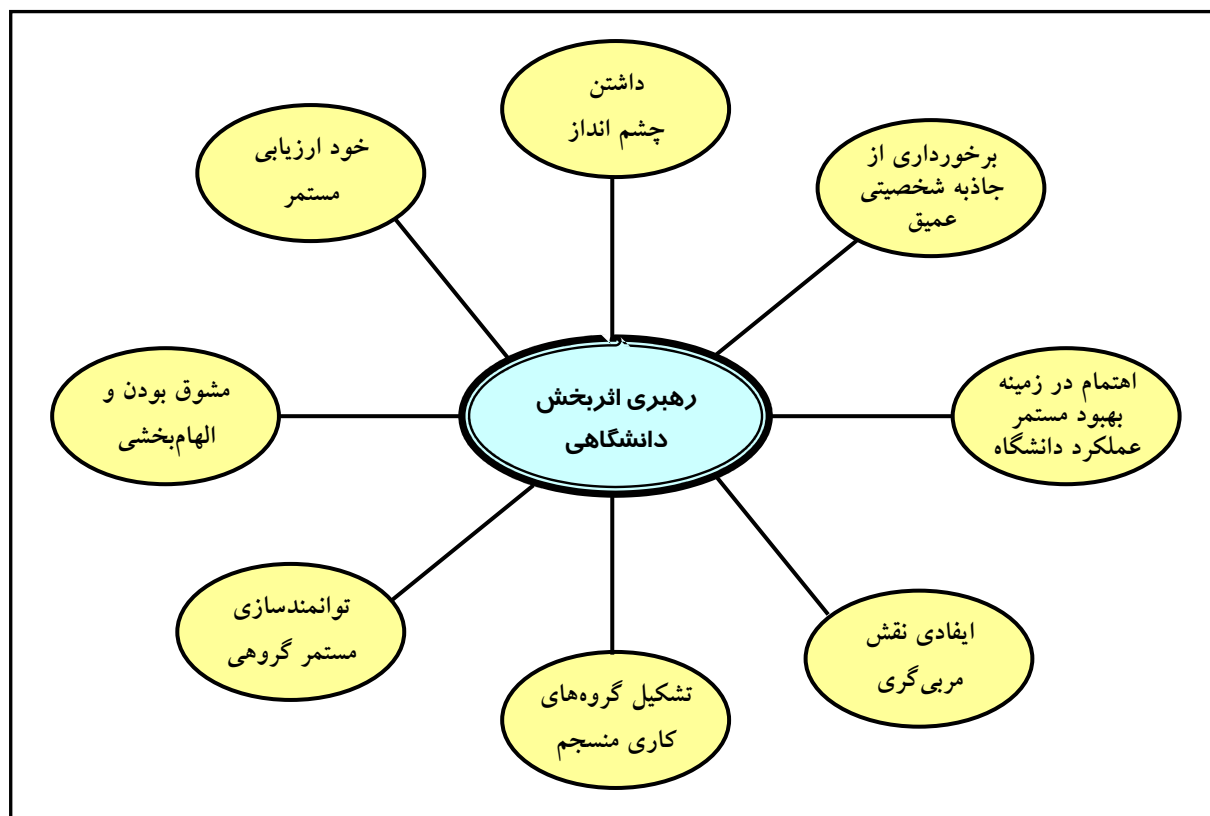 داشتن
چشم انداز
برخورداری از
جاذبه شخصیتی
عمیق
اهتمام در زمینه
بهبود مستمر
عملکرد دانشگاه
ایفادی نقش
مربی‌گری
تشکیل گروه‌های
کاری منسجم
توانمندسازی
مستمر گروهی
مشوق بودن و
الهام‌بخشی
خود ارزیابی
مستمر
رهبری اثربخش
دانشگاهی